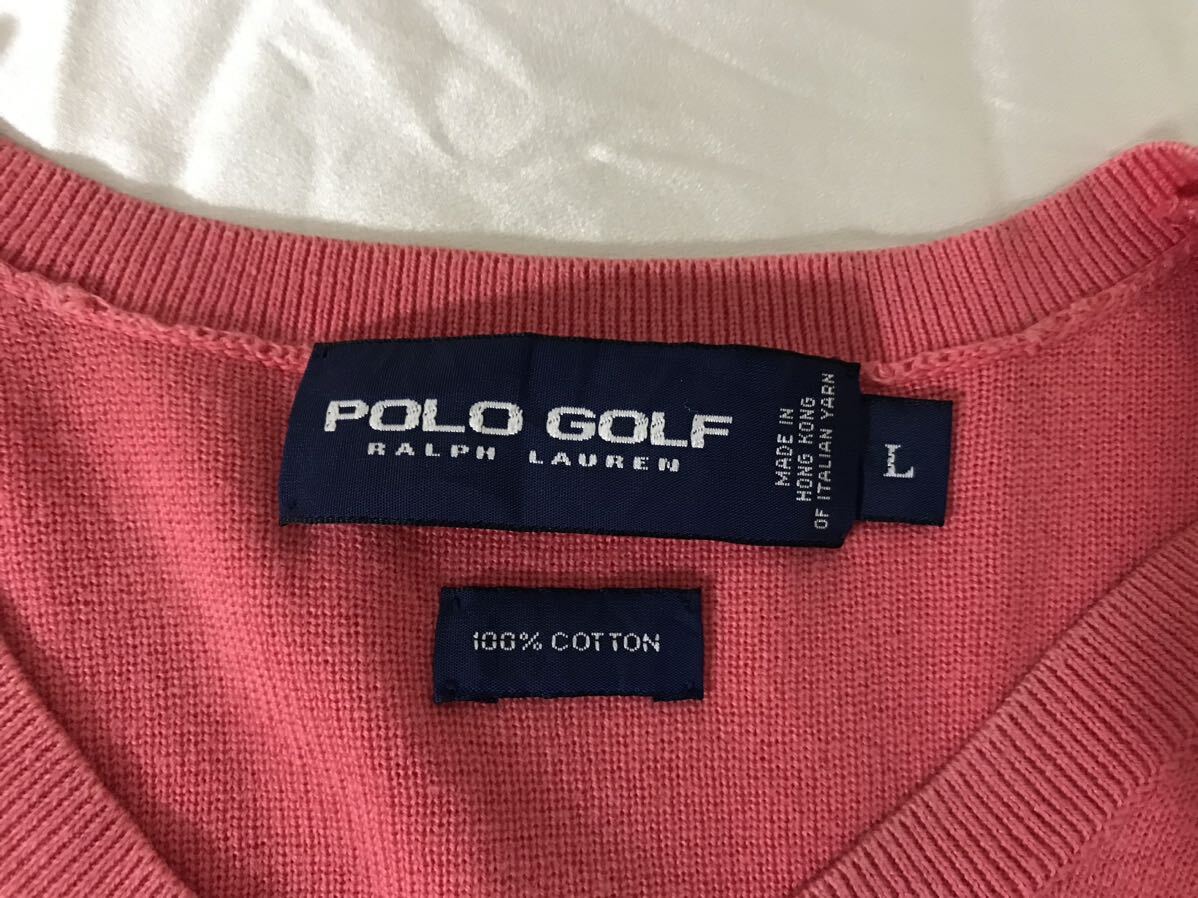 POLO GOLF
RALPH LAUREN
MADE IN
HONG KONG
OF ITALIAN YARN
L
100% COTTON